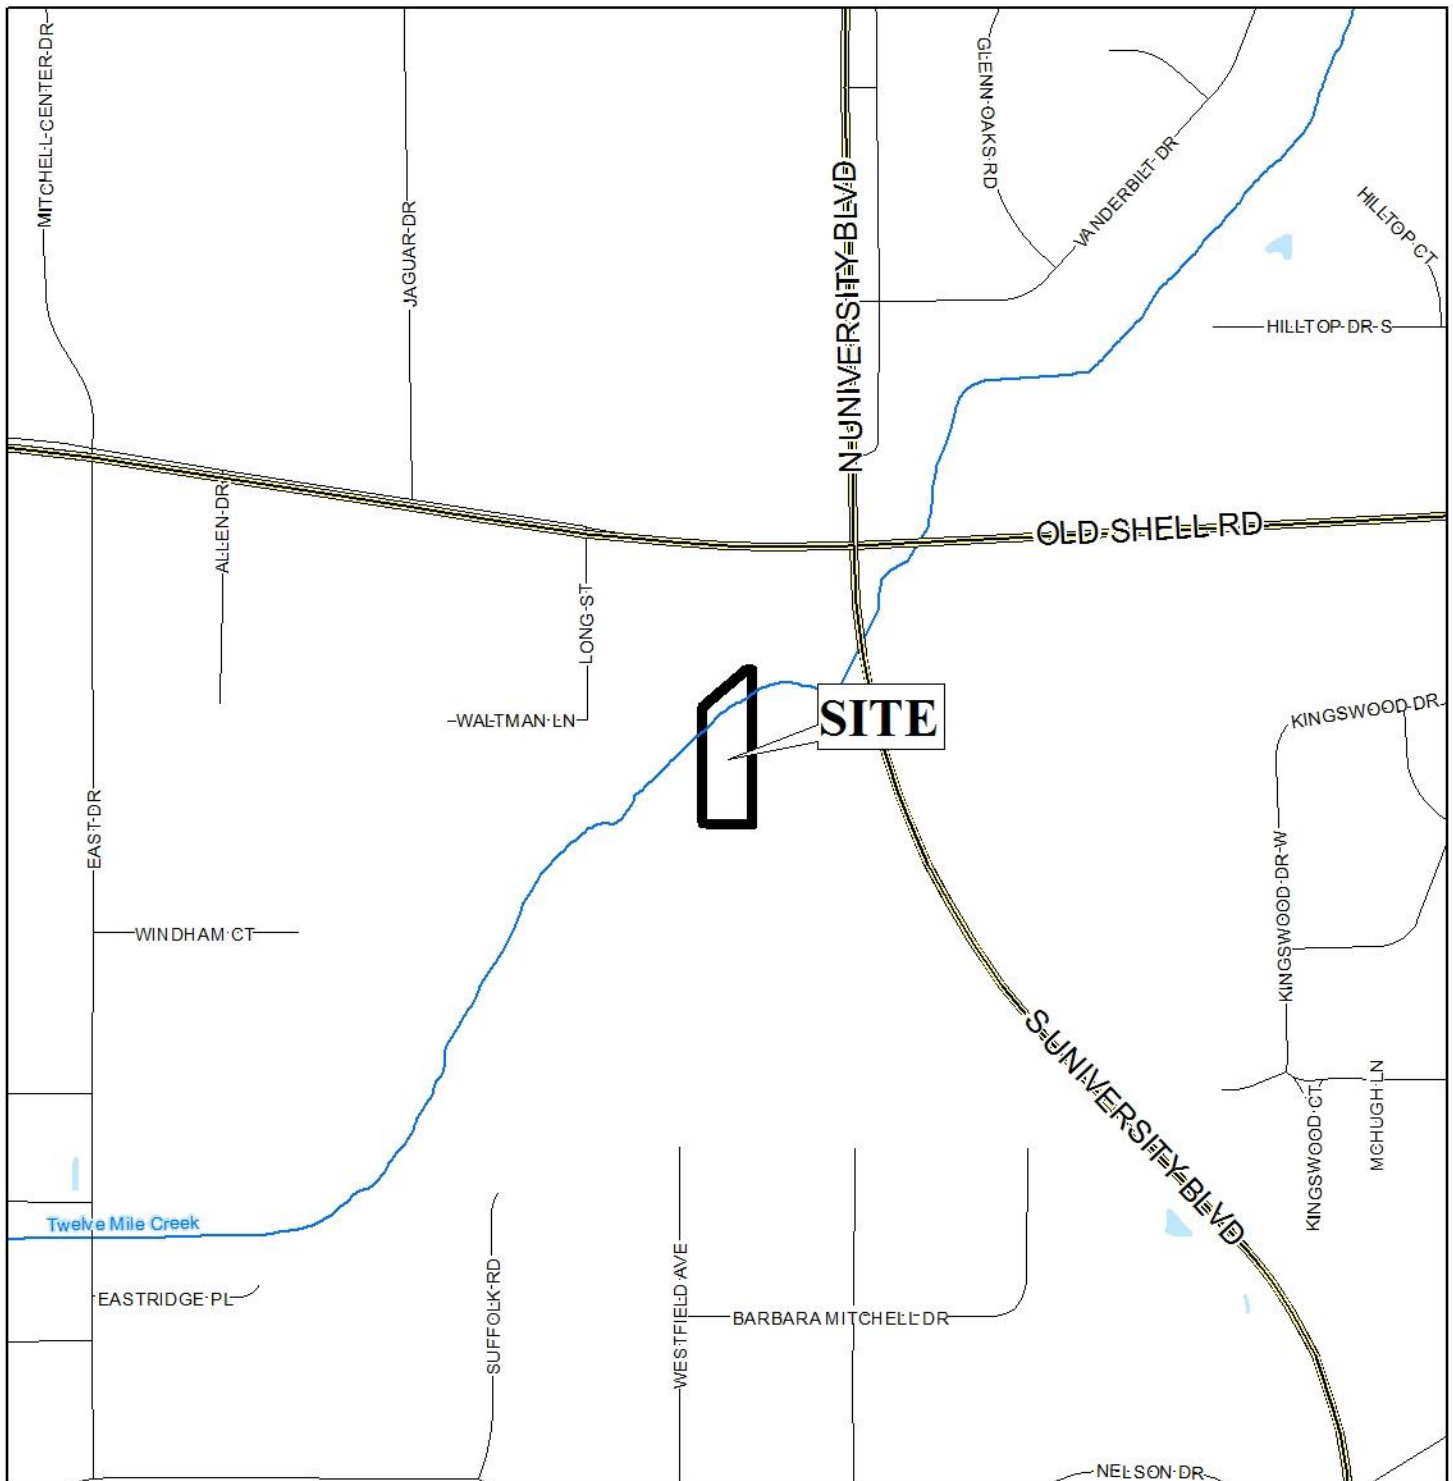 MITCHELL CENTER DR
JAGUAR DR
N UNIVERSITY BLVD
GLENN OAKS RD
VANDERBILT DR
HILLTOP CT
HILLTOP DR S
OLD SHELL RD
ALLEN DR
LONG ST
WALTMAN LN
SITE
KINGSWOOD DR
EAST DR
KINGSWOOD DR W
WINDHAM CT
S UNIVERSITY BLVD
KINGSWOOD CT
MCHUGH LN
Twelve Mile Creek
EASTRIDGE PL
SUFFOLK RD
WESTFIELD AVE
BARBARA MITCHELL DR
NELSON DR